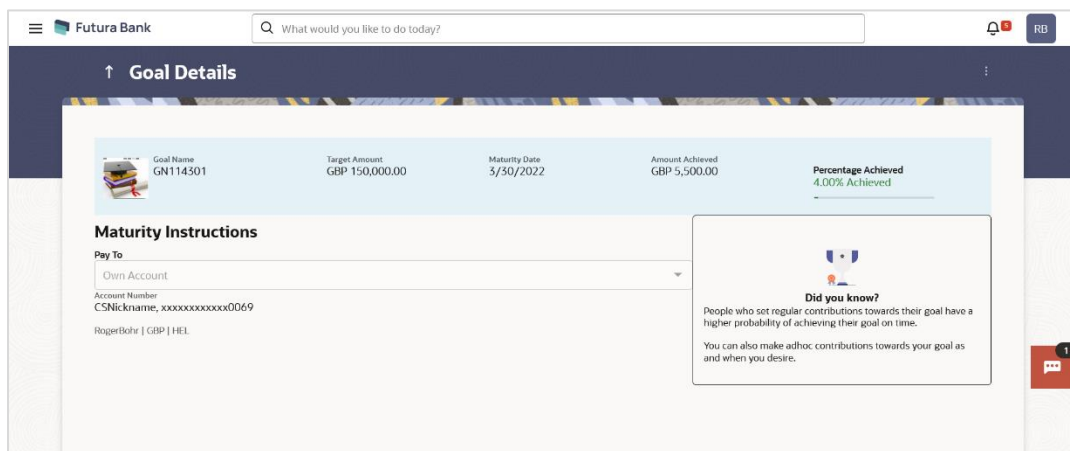 Futura Bank
What would you like to do today?
5
RB
Goal Details
Goal Name
GN114301
Target Amount
GBP 150,000.00
Maturity Date
3/30/2022
Amount Achieved
GBP 5,500.00
Percentage Achieved
4.00% Achieved
Maturity Instructions
Pay To
Own Account
Account Number
CSNickname, xxxxxxxxxxxx0069
RogerBohr | GBP | HEL
Did you know?
People who set regular contributions towards their goal have a
higher probability of achieving their goal on time.
You can also make adhoc contributions towards your goal as
and when you desire.
1